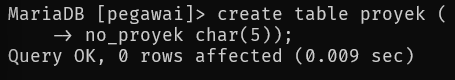 MariaDB [pegawai]> create table proyek (
    -> no_proyek char(5));
Query OK, 0 rows affected (0.009 sec)